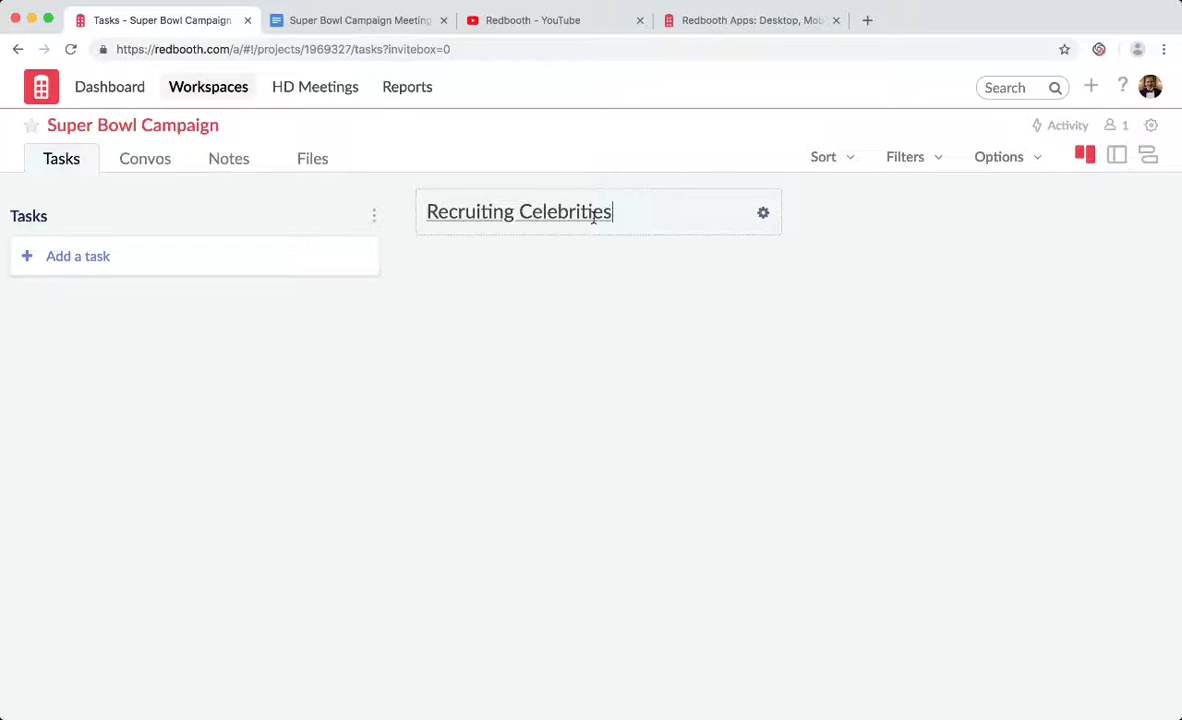 Tasks - Super Bowl Campaign
Super Bowl Campaign Meeting
Redbooth - YouTube
Redbooth Apps: Desktop, Mob
https://redbooth.com/a/#!/projects/1969327/tasks?invitebox=0
Dashboard Workspaces HD Meetings Reports Search
Super Bowl Campaign Activity 1
Tasks Convos Notes Files Sort Filters Options
Tasks
Recruiting Celebrities
Add a task